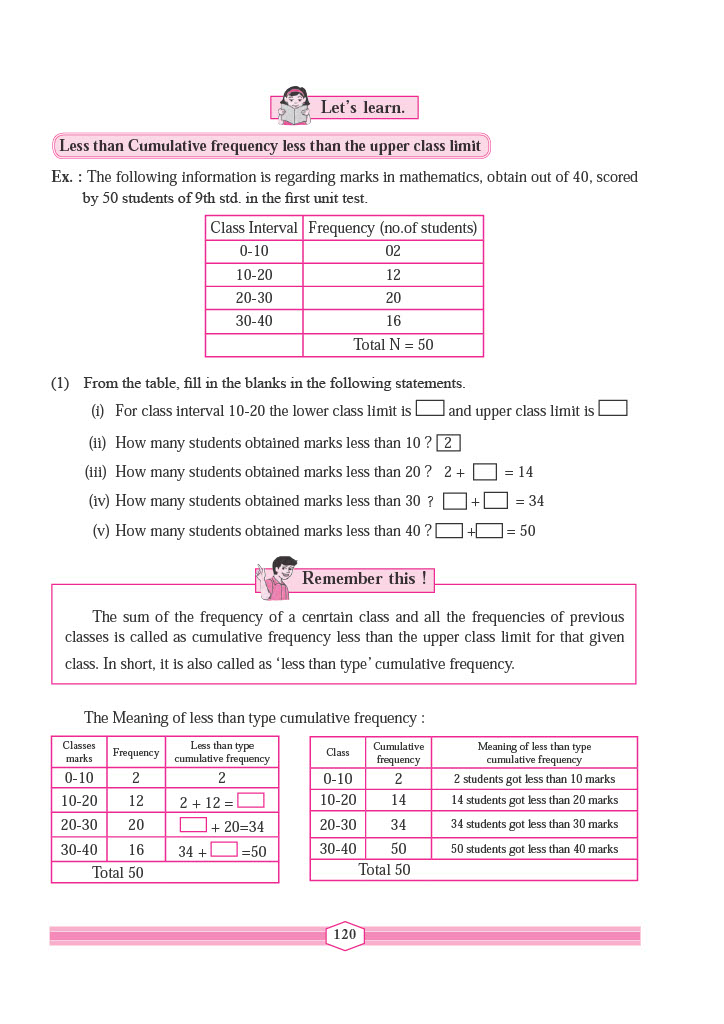 Let's learn.
Less than Cumulative frequency less than the upper class limit
Ex. : The following information is regarding marks in mathematics, obtain out of 40, scored
by 50 students of 9th std. in the first unit test.
Class Interval Frequency (no.of students)
0-10 02
10-20 12
20-30 20
30-40 16
Total N = 50
(1) From the table, fill in the blanks in the following statements.
(i) For class interval 10-20 the lower class limit is and upper class limit is
(ii) How many students obtained marks less than 10 ? 2
(iii) How many students obtained marks less than 20 ? 2 + = 14
(iv) How many students obtained marks less than 30 ? + = 34
(v) How many students obtained marks less than 40 ? + = 50
Remember this !
The sum of the frequency of a cenrtain class and all the frequencies of previous
classes is called as cumulative frequency less than the upper class limit for that given
class. In short, it is also called as ‘less than type’ cumulative frequency.
The Meaning of less than type cumulative frequency :
Classes marks Frequency Less than type cumulative frequency
0-10 2 2
10-20 12 2 + 12 =
20-30 20 + 20=34
30-40 16 34 + =50
Total 50
Class Cumulative frequency Meaning of less than type cumulative frequency
0-10 2 2 students got less than 10 marks
10-20 14 14 students got less than 20 marks
20-30 34 34 students got less than 30 marks
30-40 50 50 students got less than 40 marks
Total 50
120